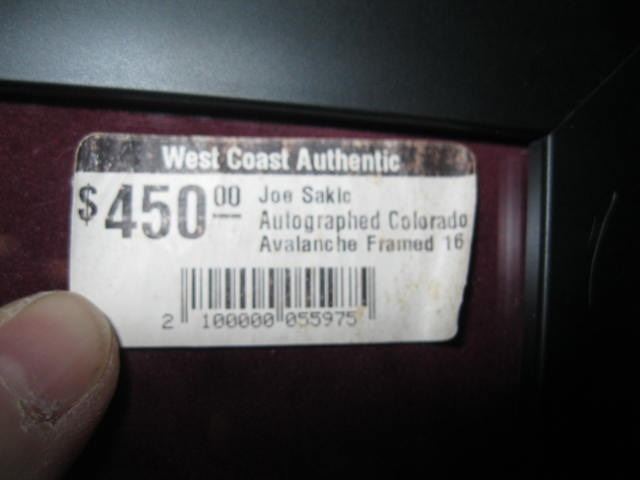 West Coast Authentic
$450.00 Joe Sakic
Autographed Colorado
Avalanche Framed 16
2 100000 055975